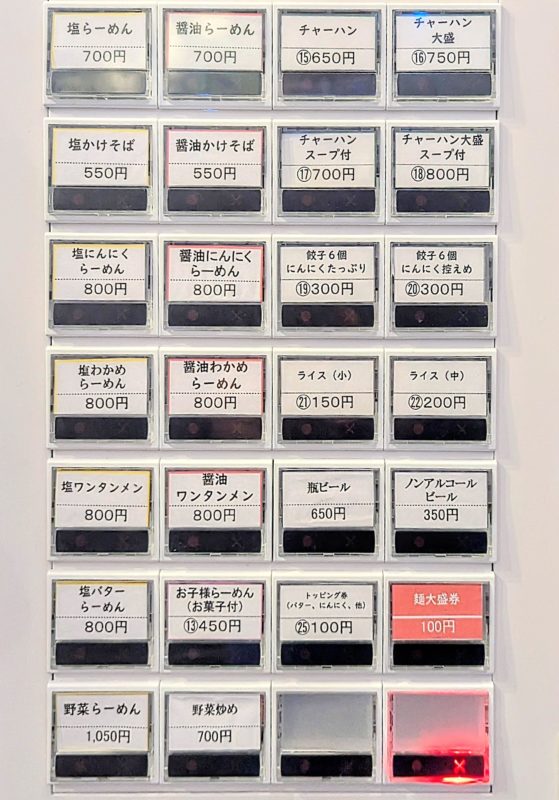 塩らーめん
700円
醤油らーめん
700円
チャーハン
⑮650円
チャーハン
大盛
⑯750円
塩かけそば
550円
醤油かけそば
550円
チャーハン
スープ付
⑰700円
チャーハン大盛
スープ付
⑱800円
塩にんにく
らーめん
800円
醤油にんにく
らーめん
800円
餃子6個
にんにくたっぷり
⑲300円
餃子6個
にんにく控えめ
⑳300円
塩わかめ
らーめん
800円
醤油わかめ
らーめん
800円
ライス(小)
㉑150円
ライス(中)
㉒200円
塩ワンタンメン
800円
醤油
ワンタンメン
800円
瓶ビール
650円
ノンアルコール
ビール
350円
塩バター
らーめん
800円
お子様らーめん
(お菓子付)
⑬450円
トッピング券
(バター、にんにく、他)
㉕100円
麺大盛券
100円
野菜らーめん
1,050円
野菜炒め
700円